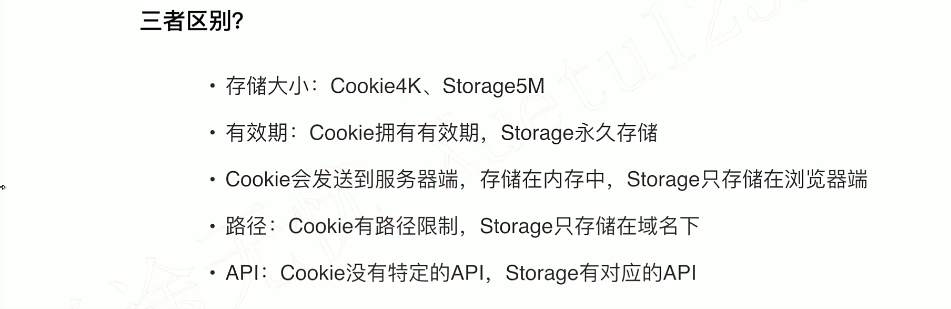 三者区别？
• 存储大小：Cookie4K、Storage5M
• 有效期：Cookie拥有有效期，Storage永久存储
• Cookie会发送到服务器端，存储在内存中，Storage只存储在浏览器端
• 路径：Cookie有路径限制，Storage只存储在域名下
• API：Cookie没有特定的API，Storage有对应的API